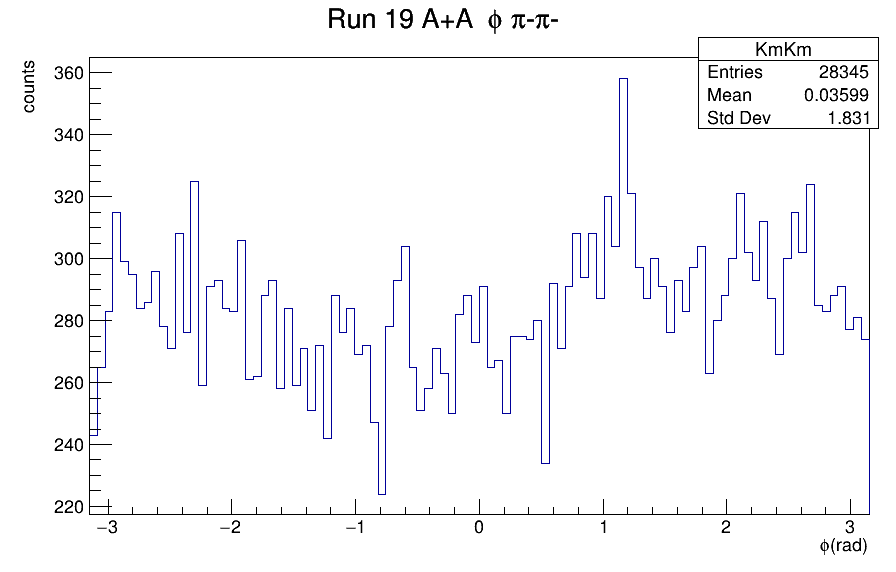 Run 19 A+A ϕ π-π-
KmKm
Entries 28345
Mean 0.03599
Std Dev 1.831
counts
360
340
320
300
280
260
240
220
−3 −2 −1 0 1 2 3
ϕ(rad)